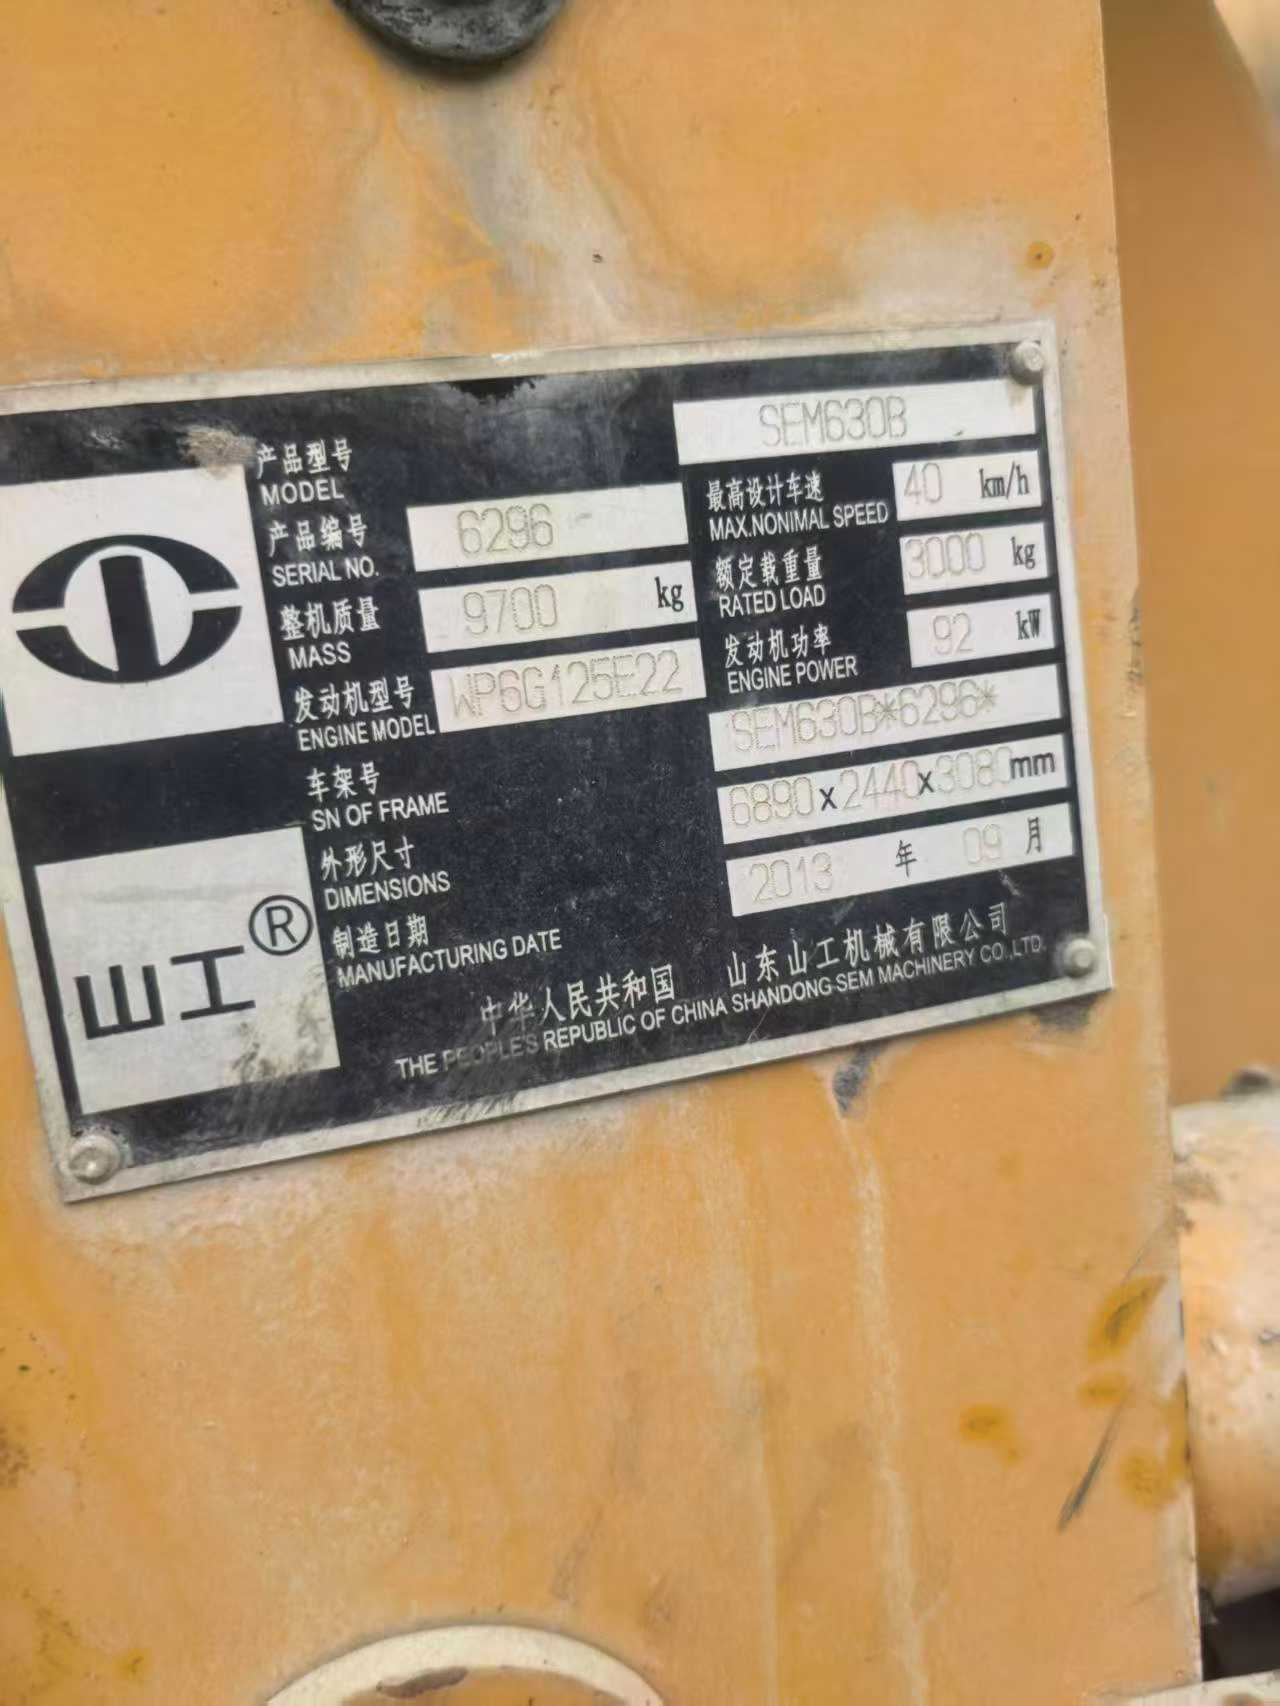 产品型号 SEM630B
MODEL
产品编号 6296 最高设计车速 40 km/h
SERIAL NO. MAX.NONIMAL SPEED
整机质量 9700 kg 额定载重量 3000 kg
MASS RATED LOAD
发动机型号 WP6G125E22 发动机功率 92 kW
ENGINE MODEL ENGINE POWER
车架号 SEM630B*6296*
SN OF FRAME
外形尺寸 6890x2440x3080mm
DIMENSIONS
制造日期 2013 年 09 月
MANUFACTURING DATE
山工®
中华人民共和国 山东山工机械有限公司
THE PEOPLE'S REPUBLIC OF CHINA SHANDONG SEM MACHINERY CO.,LTD.